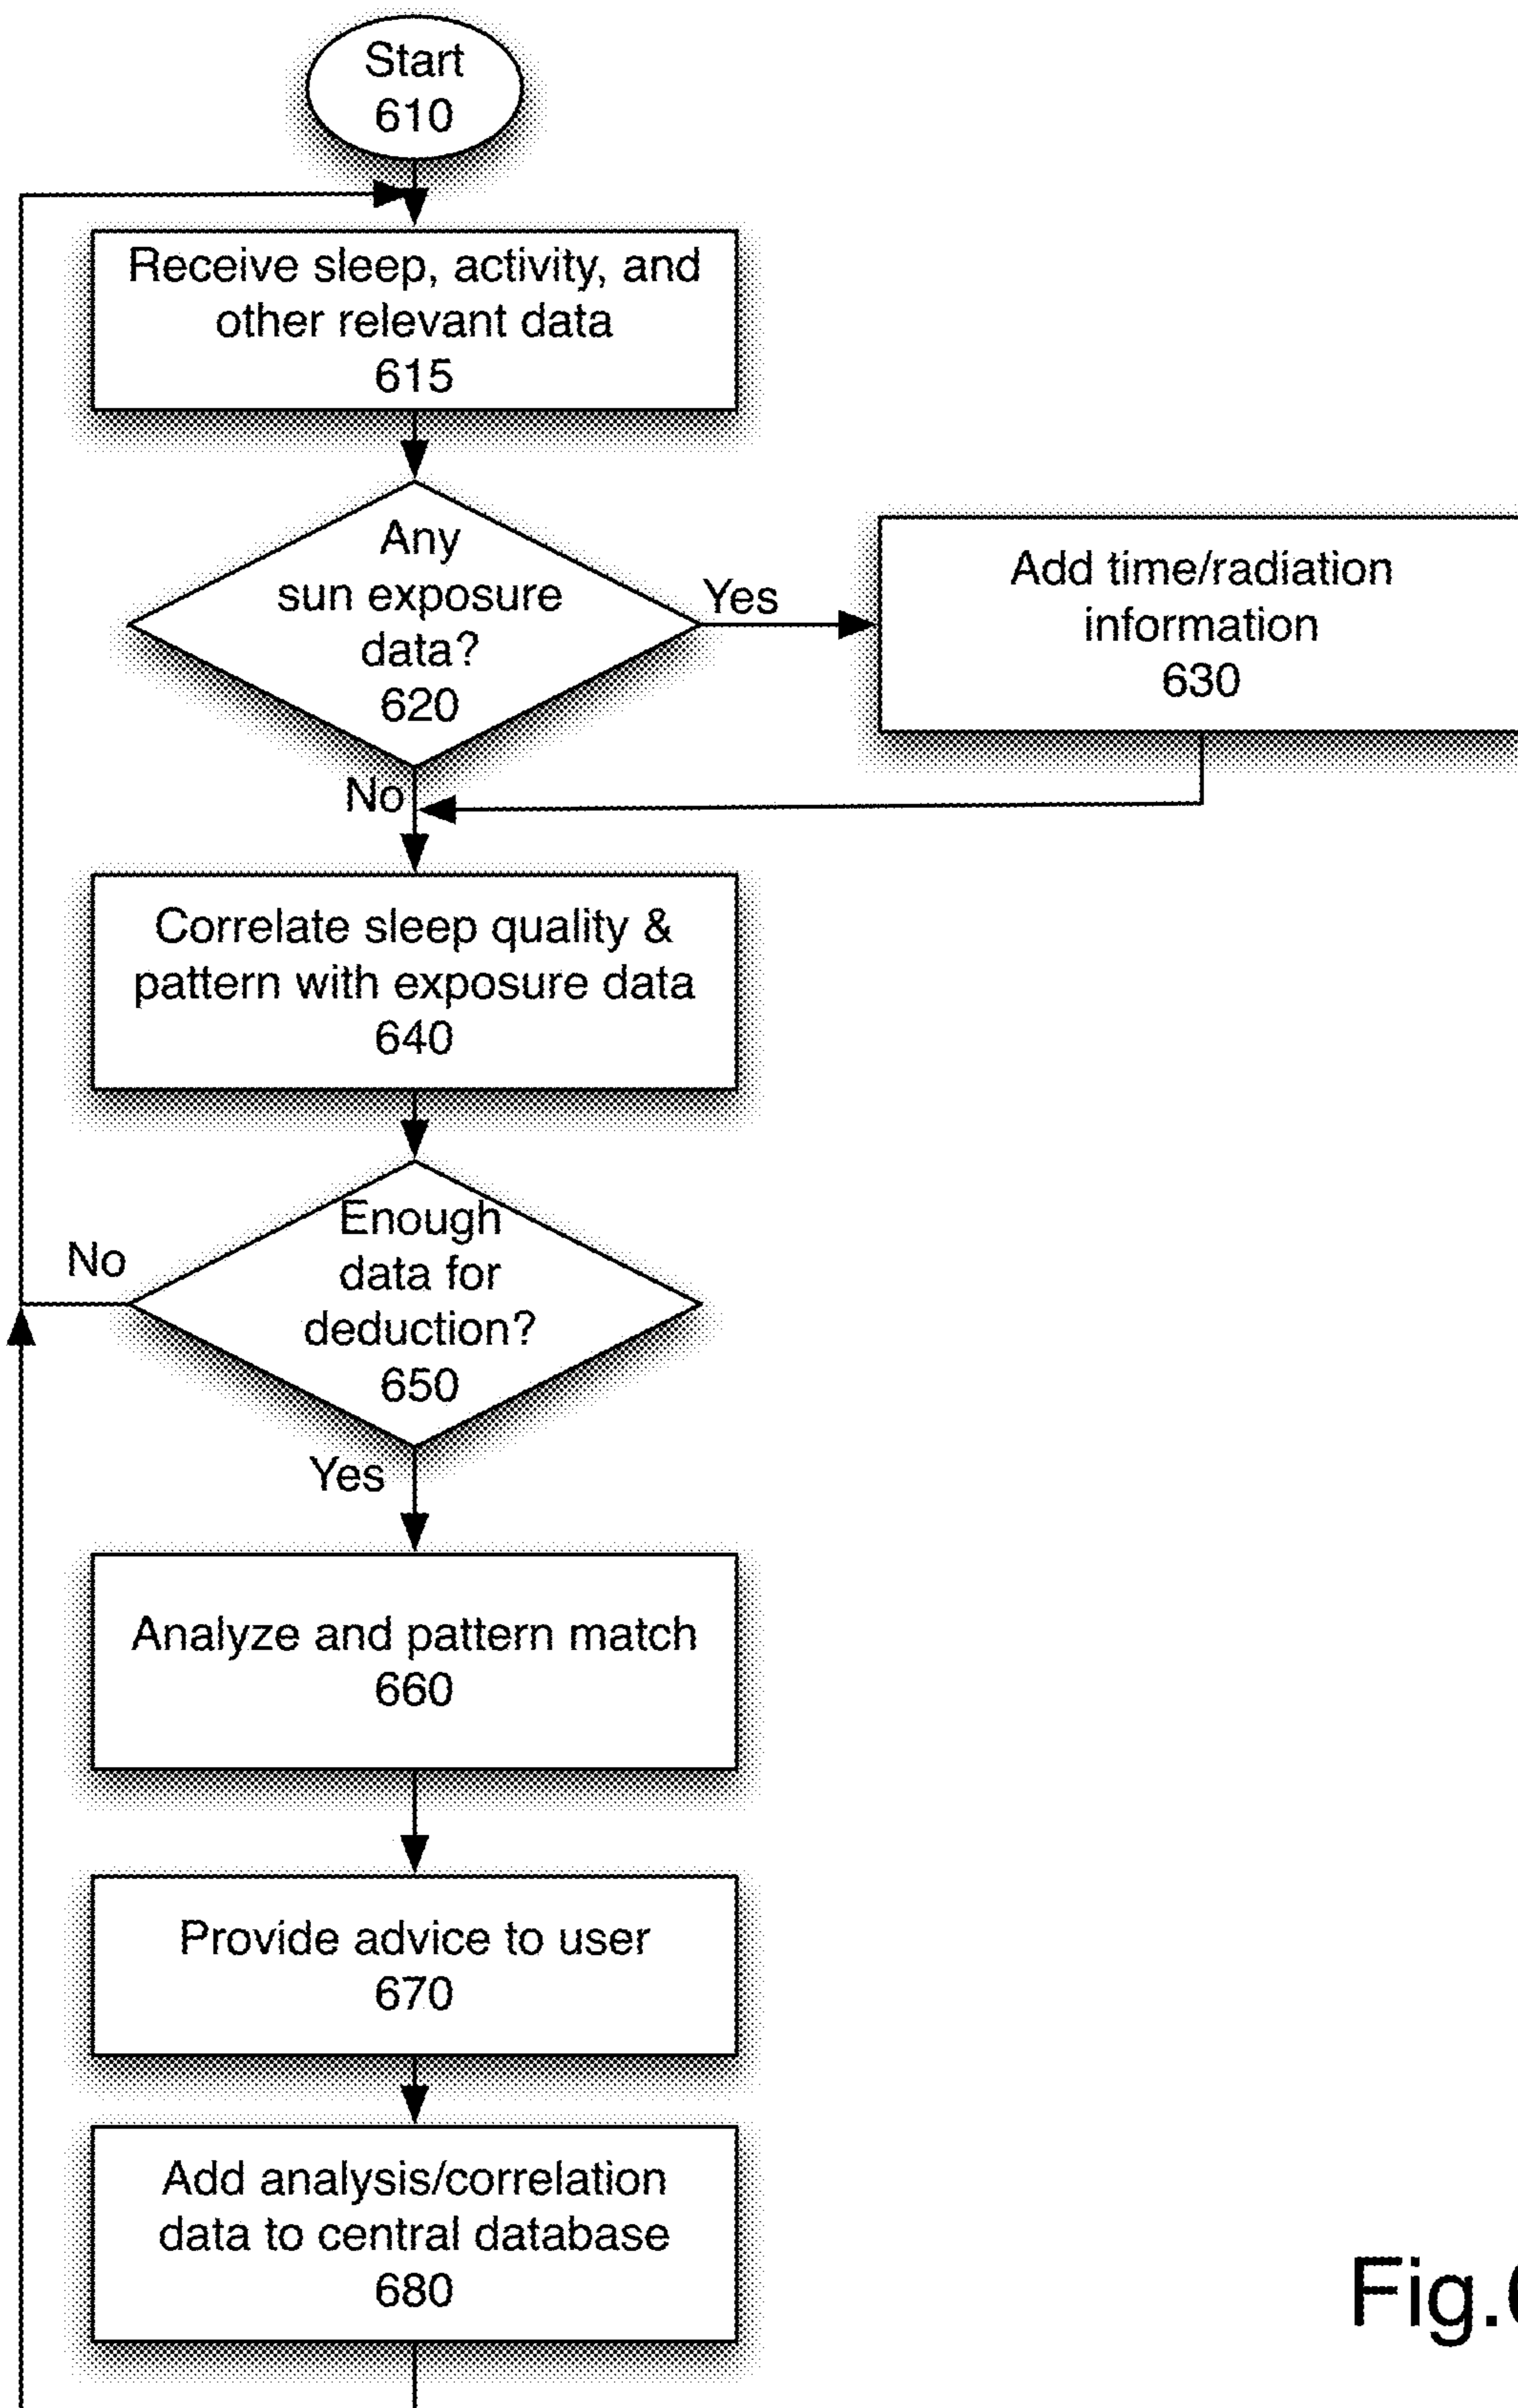 Start
610
Receive sleep, activity, and
other relevant data
615
Any
sun exposure
data?
620
Yes
Add time/radiation
information
630
No
Correlate sleep quality &
pattern with exposure data
640
Enough
data for
deduction?
650
No
Yes
Analyze and pattern match
660
Provide advice to user
670
Add analysis/correlation
data to central database
680
Fig.